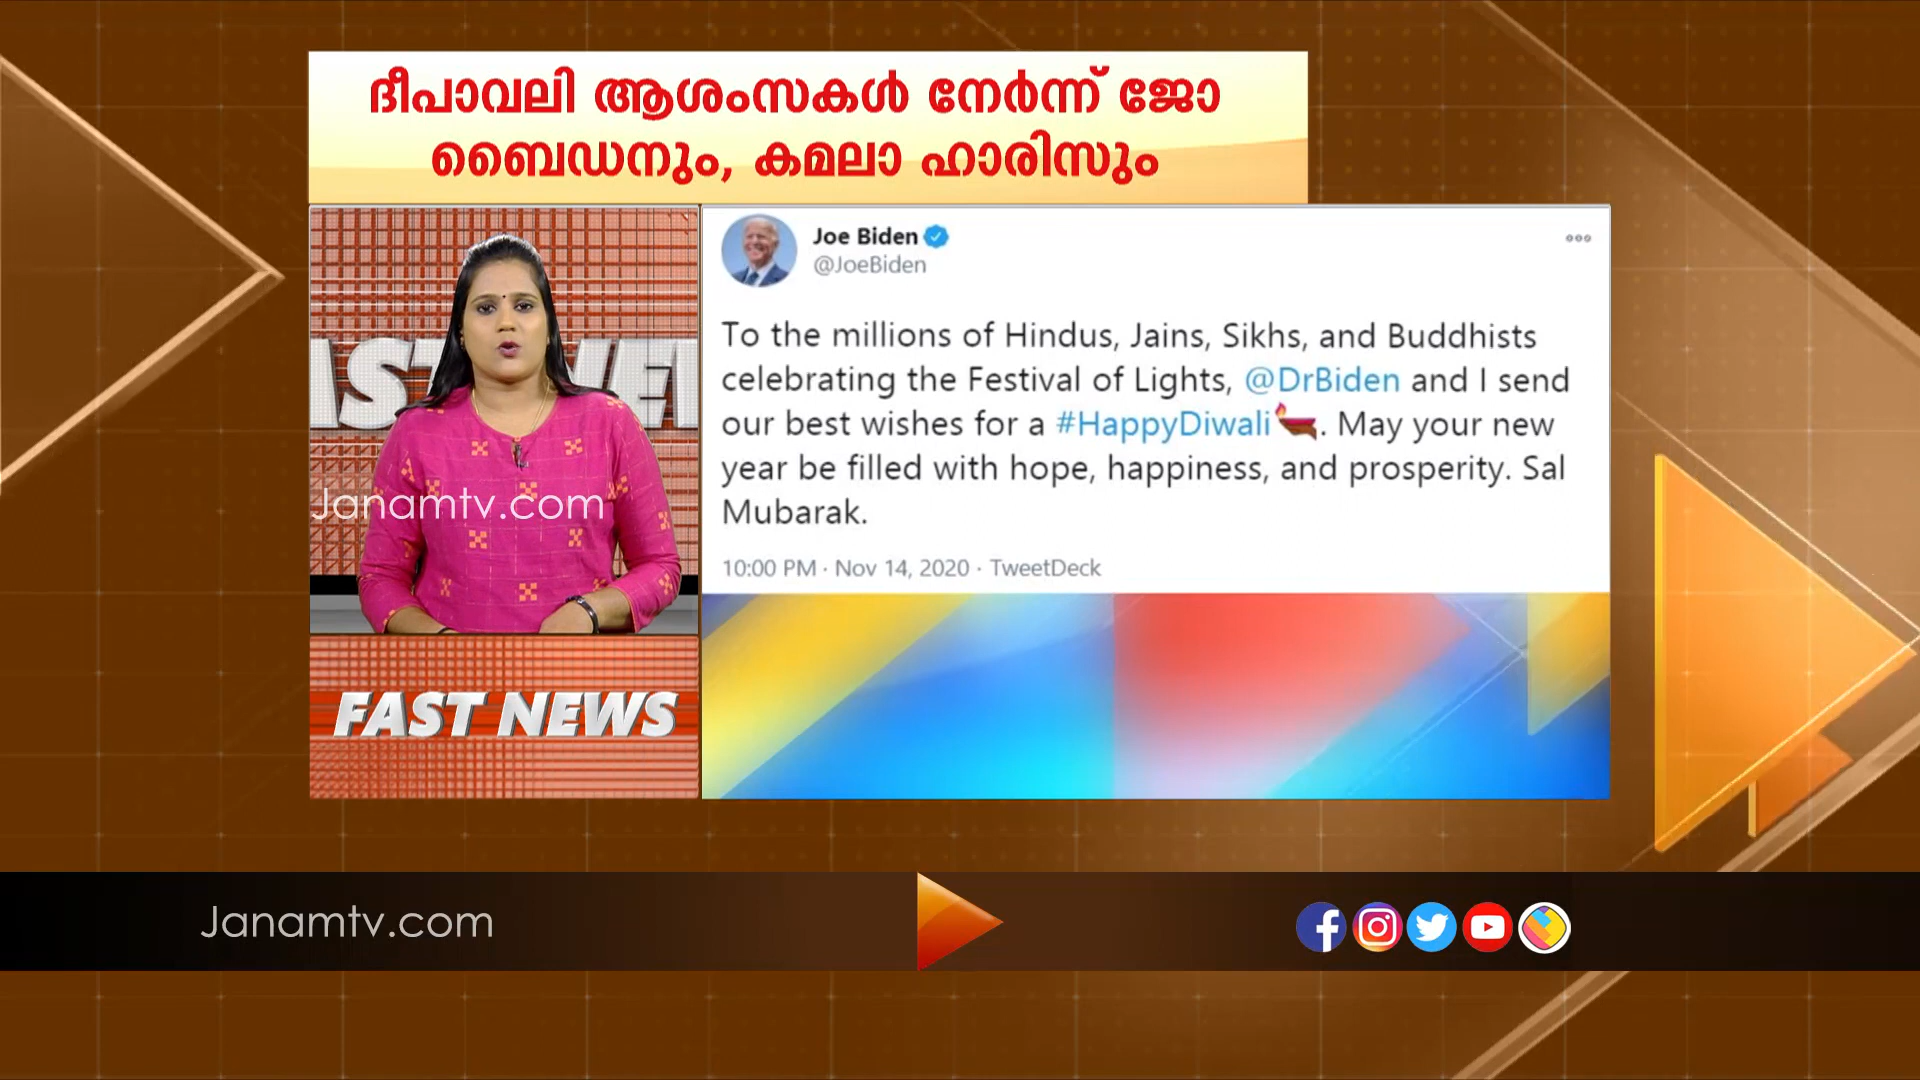 ദീപാവലി ആശംസകൾ നേർന്ന് ജോ
ബൈഡനും, കമലാ ഹാരിസും
Joe Biden
@JoeBiden
To the millions of Hindus, Jains, Sikhs, and Buddhists
celebrating the Festival of Lights, @DrBiden and I send
our best wishes for a #HappyDiwali. May your new
year be filled with hope, happiness, and prosperity. Sal
Mubarak.
10:00 PM · Nov 14, 2020 · TweetDeck
AST NE
Janamtv.com
FAST NEWS
Janamtv.com